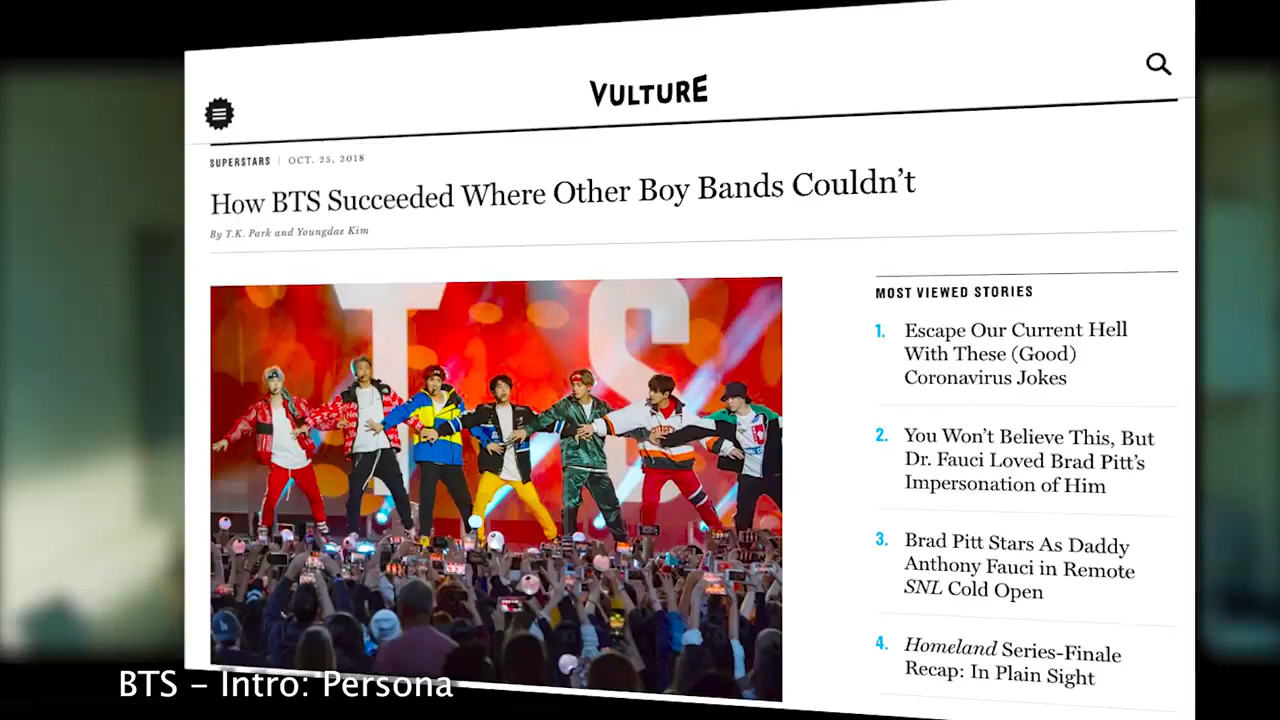 VULTURE
SUPERSTARS | OCT. 25, 2018
How BTS Succeeded Where Other Boy Bands Couldn't
By T.K. Park and Youngdae Kim
T S
MOST VIEWED STORIES
1. Escape Our Current Hell
With These (Good)
Coronavirus Jokes
2. You Won't Believe This, But
Dr. Fauci Loved Brad Pitt's
Impersonation of Him
3. Brad Pitt Stars As Daddy
Anthony Fauci in Remote
SNL Cold Open
4. Homeland Series-Finale
Recap: In Plain Sight
BTS – Intro: Persona